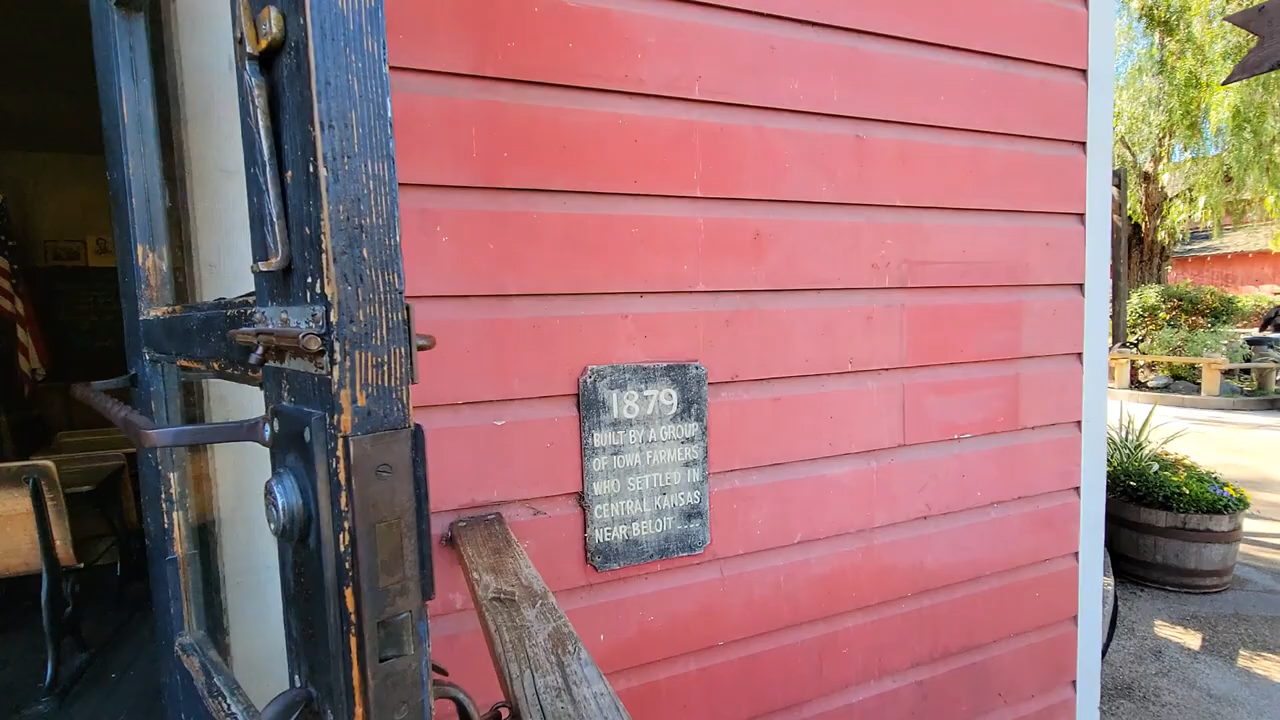 1879
BUILT BY A GROUP
OF IOWA FARMERS
WHO SETTLED IN
CENTRAL KANSAS
NEAR BELOIT....